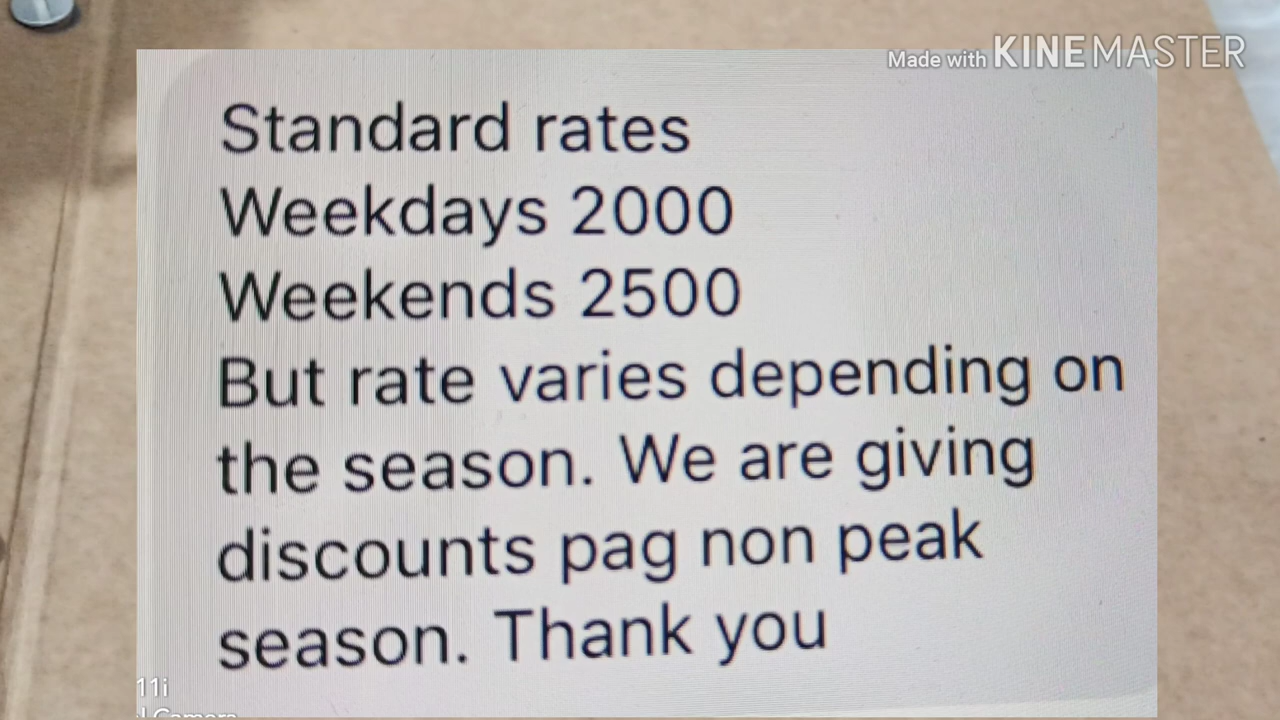 Made with KINEMASTER
Standard rates
Weekdays 2000
Weekends 2500
But rate varies depending on
the season. We are giving
discounts pag non peak
season. Thank you
11i